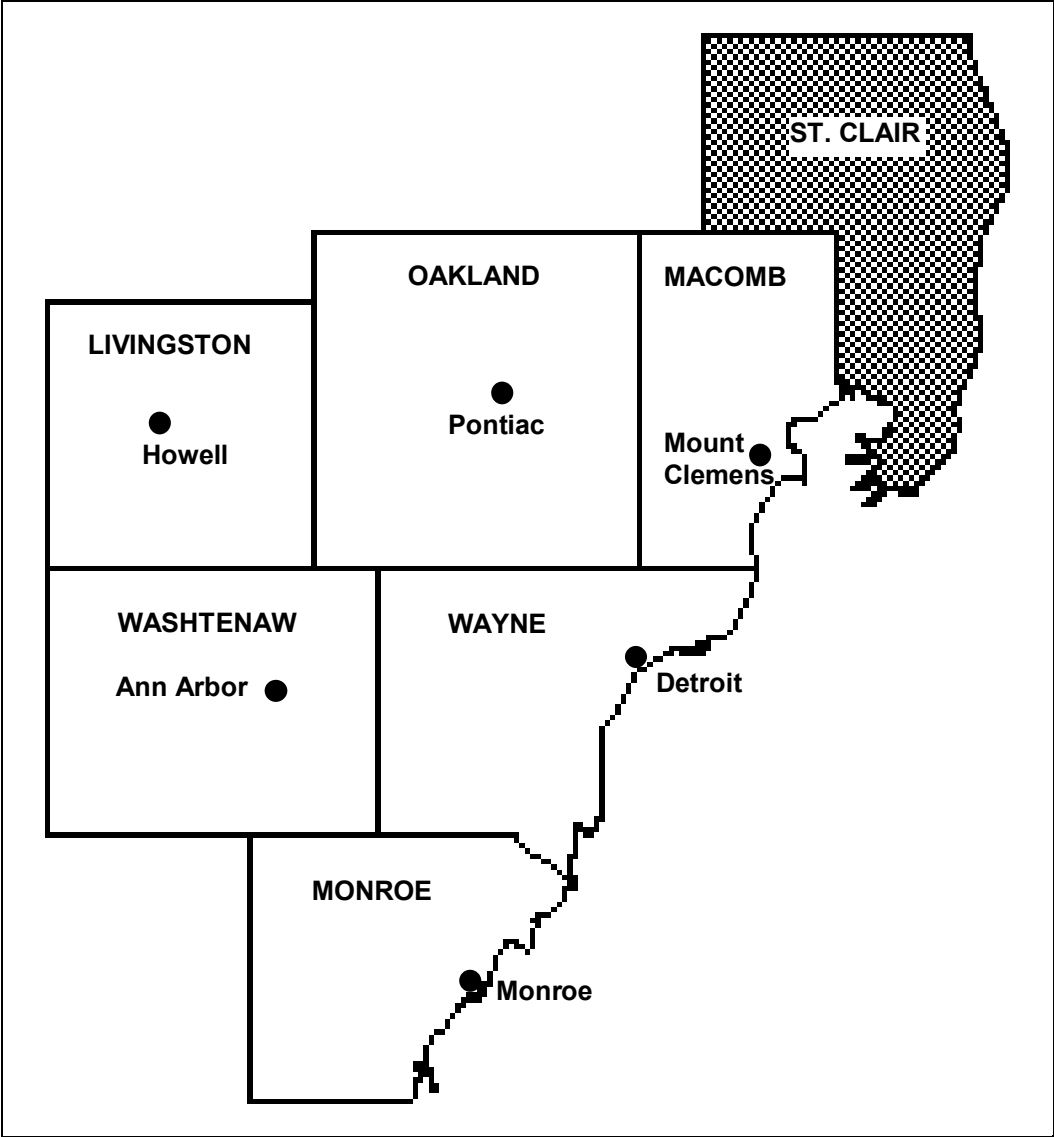 ST. CLAIR
OAKLAND
MACOMB
LIVINGSTON
Pontiac
Howell
Mount
Clemens
WASHTENAW
WAYNE
Ann Arbor
Detroit
MONROE
Monroe